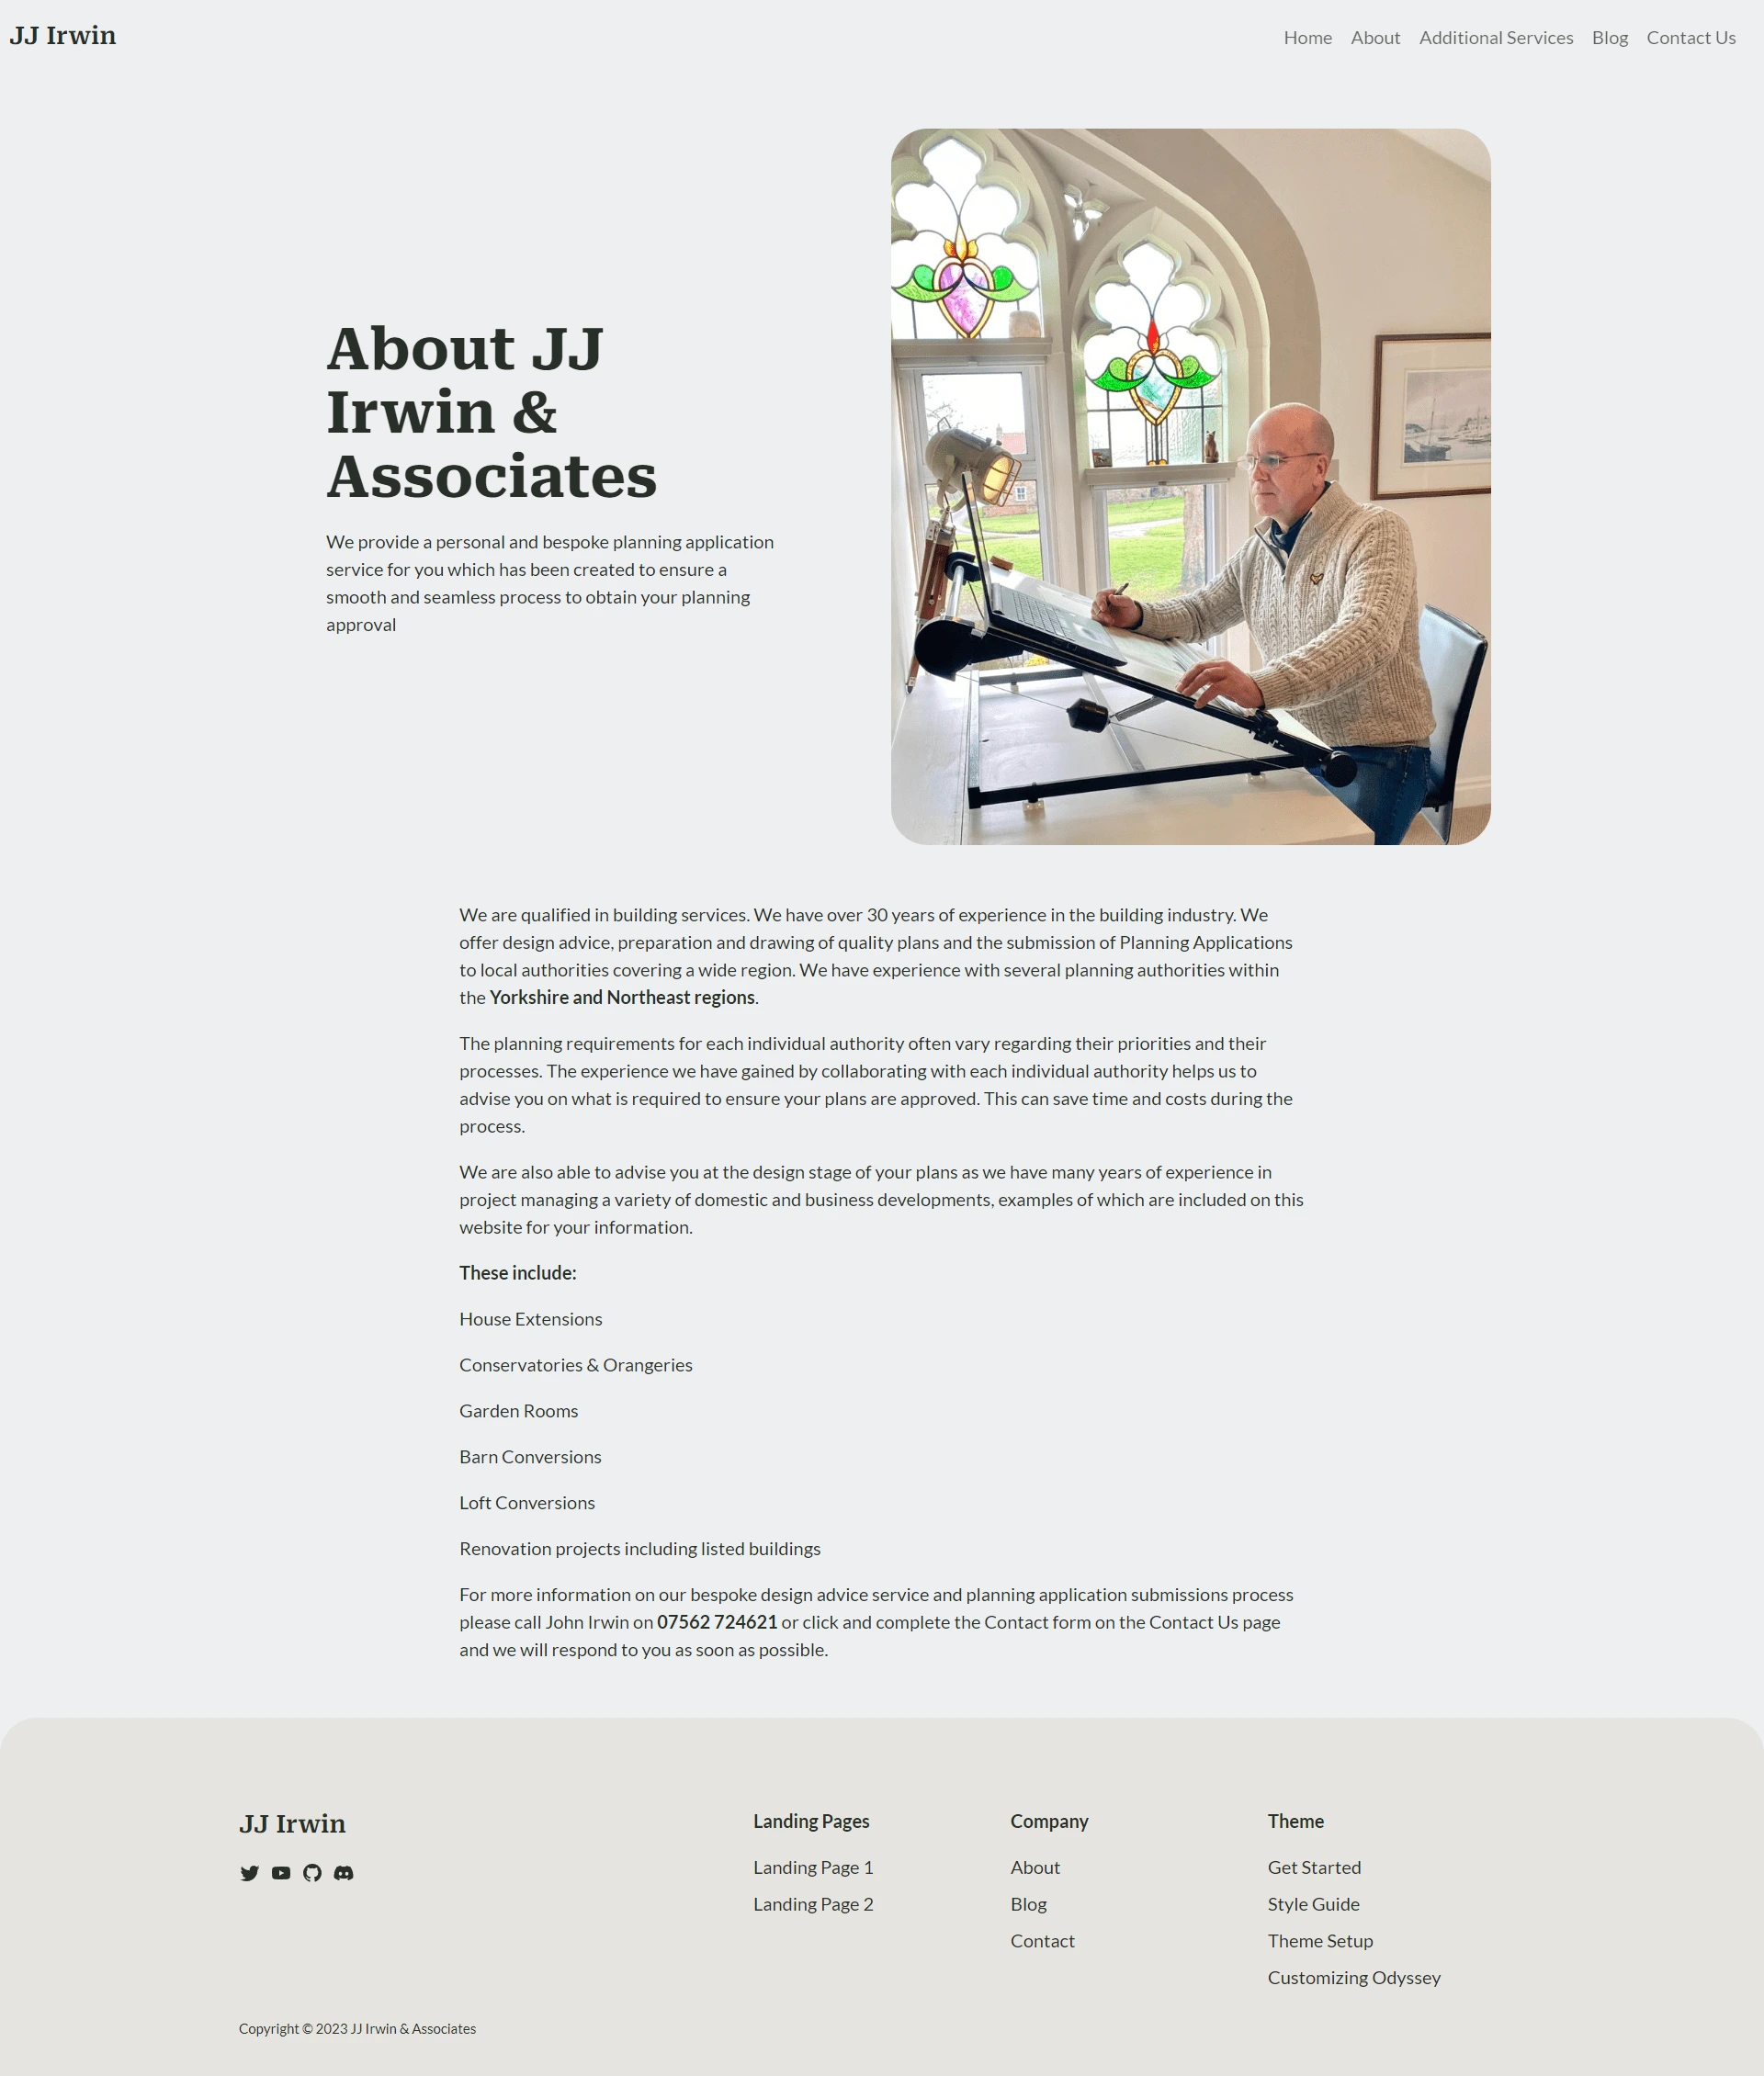 JJ Irwin
Home About Additional Services Blog Contact Us
About JJ
Irwin &
Associates
We provide a personal and bespoke planning application
service for you which has been created to ensure a
smooth and seamless process to obtain your planning
approval
We are qualified in building services. We have over 30 years of experience in the building industry. We
offer design advice, preparation and drawing of quality plans and the submission of Planning Applications
to local authorities covering a wide region. We have experience with several planning authorities within
the Yorkshire and Northeast regions.
The planning requirements for each individual authority often vary regarding their priorities and their
processes. The experience we have gained by collaborating with each individual authority helps us to
advise you on what is required to ensure your plans are approved. This can save time and costs during the
process.
We are also able to advise you at the design stage of your plans as we have many years of experience in
project managing a variety of domestic and business developments, examples of which are included on this
website for your information.
These include:
House Extensions
Conservatories & Orangeries
Garden Rooms
Barn Conversions
Loft Conversions
Renovation projects including listed buildings
For more information on our bespoke design advice service and planning application submissions process
please call John Irwin on 07562 724621 or click and complete the Contact form on the Contact Us page
and we will respond to you as soon as possible.
JJ Irwin
Landing Pages
Landing Page 1
Landing Page 2
Company
About
Blog
Contact
Theme
Get Started
Style Guide
Theme Setup
Customizing Odyssey
Copyright © 2023 JJ Irwin & Associates